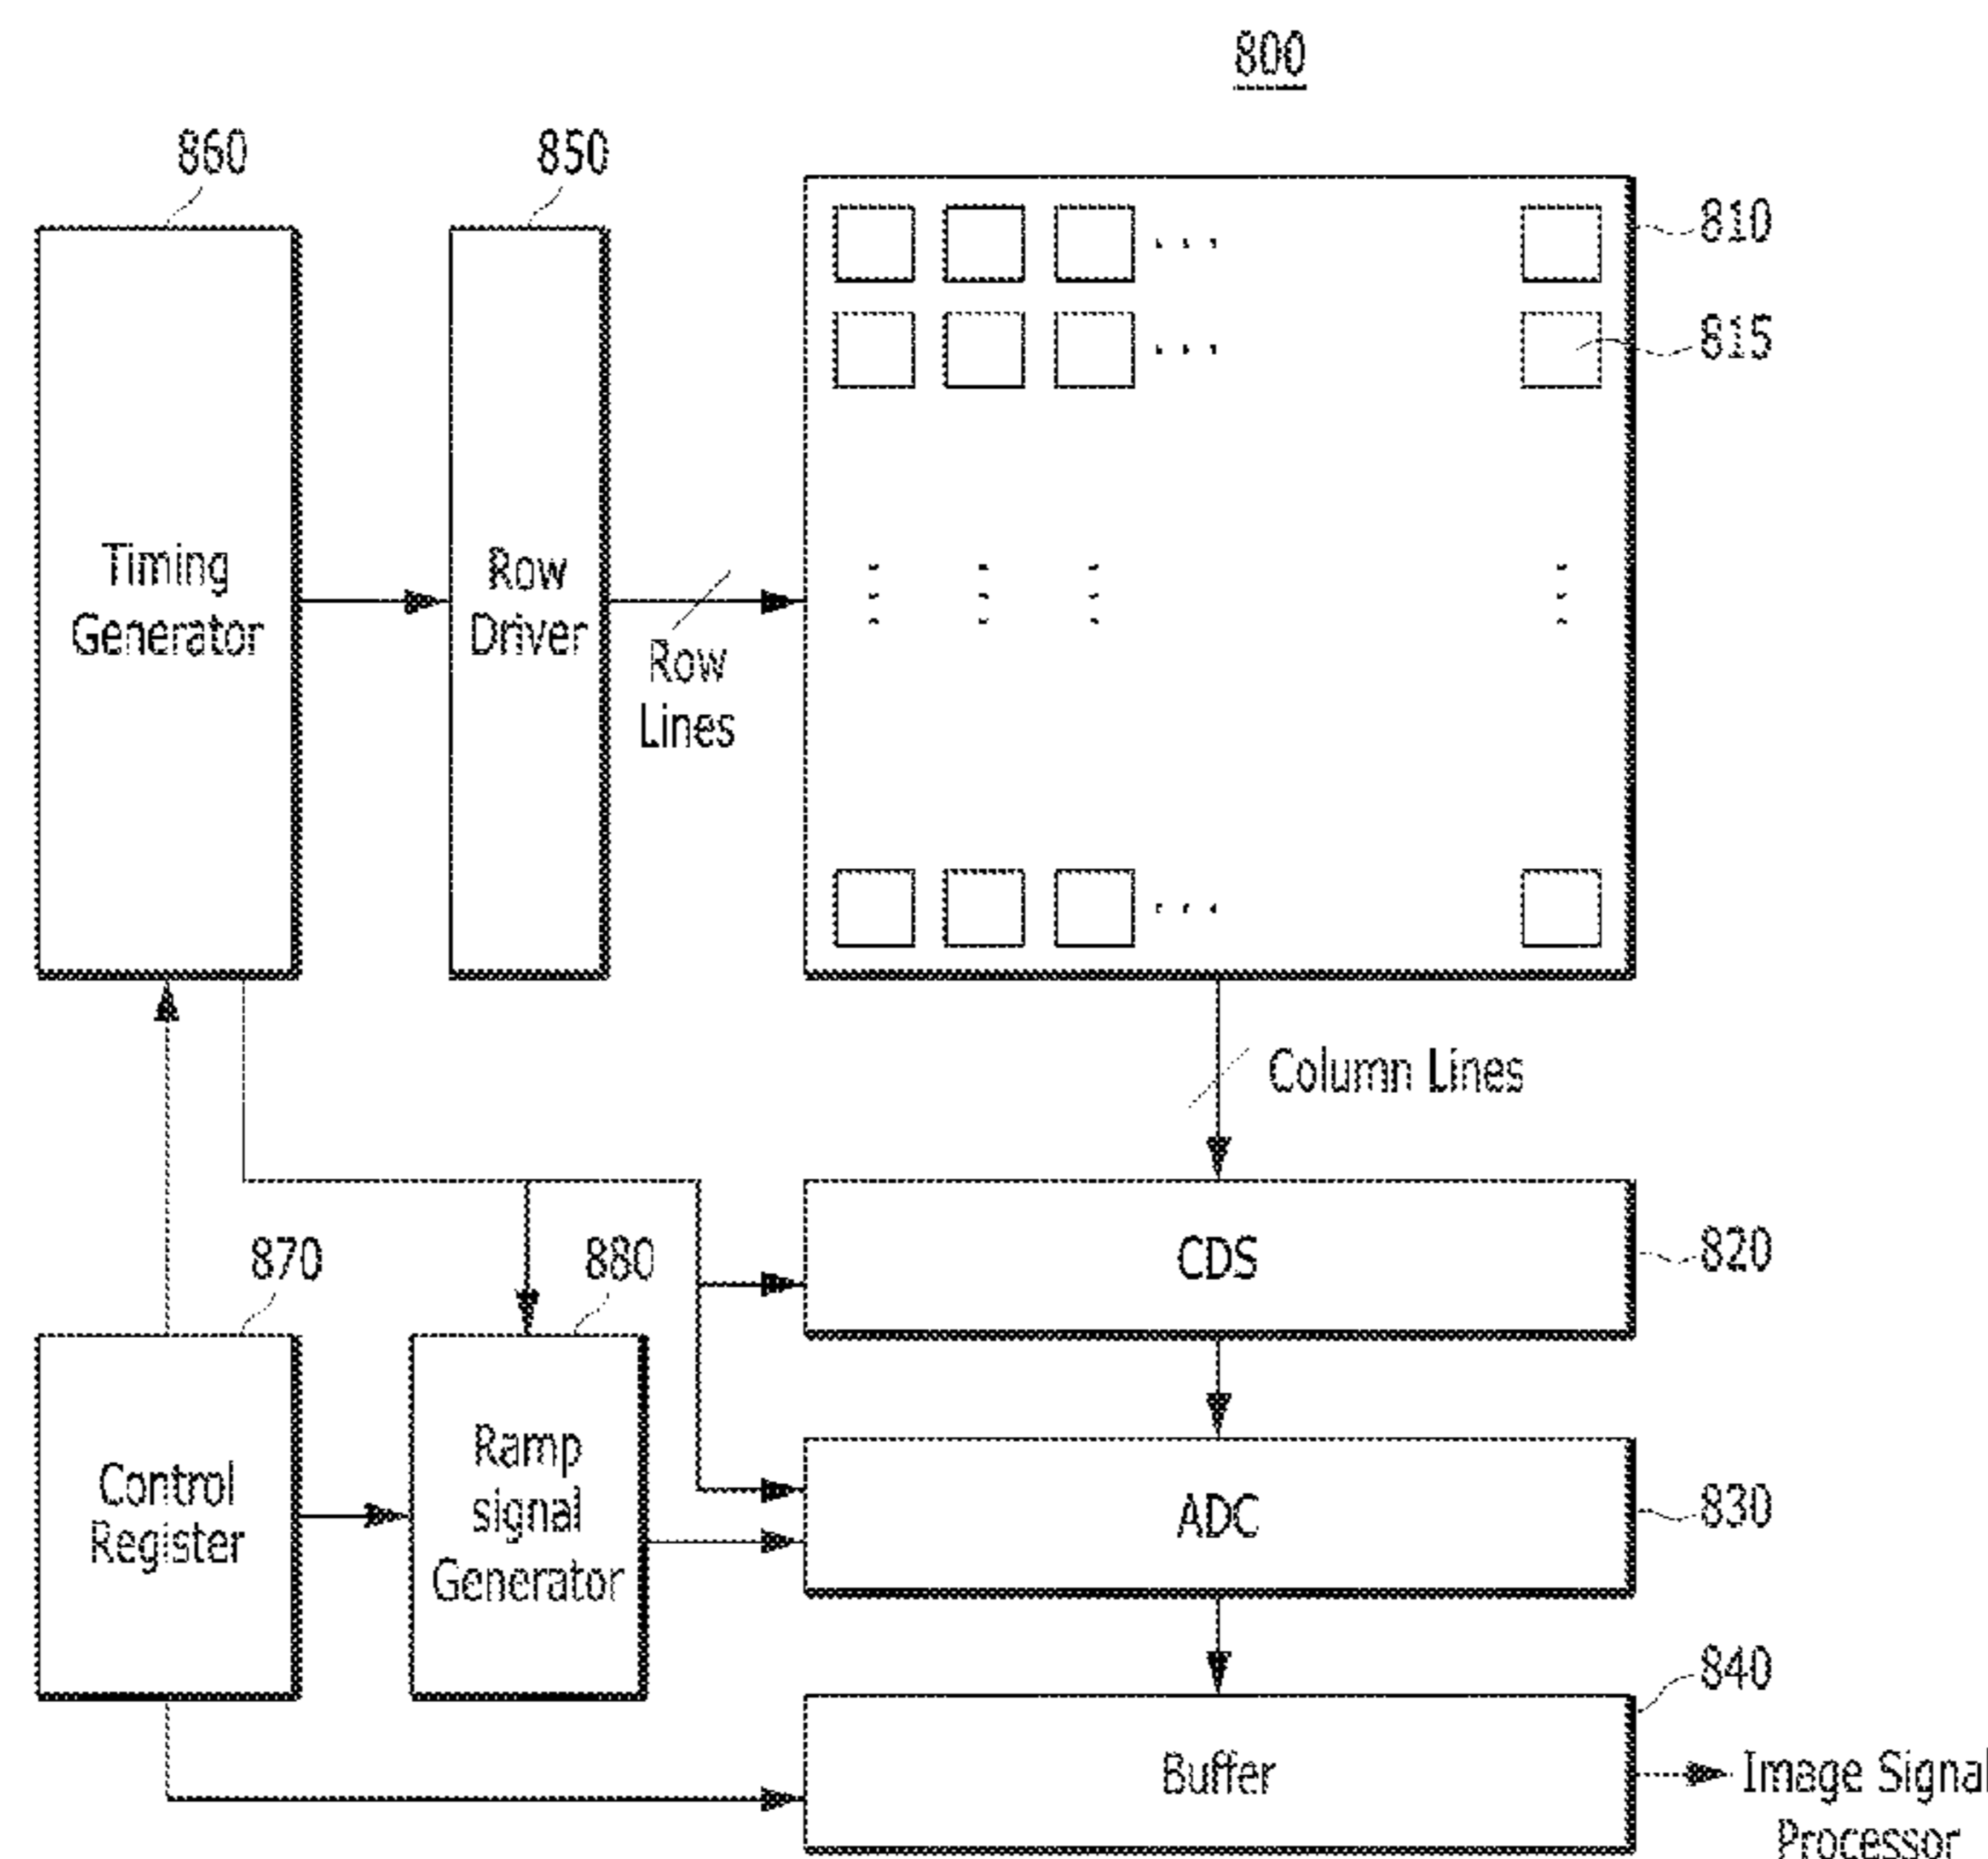 800
860
850
810
815
Timing
Generator
Row
Driver
Row
Lines
Column Lines
870
880
CDS
820
Control
Register
Ramp
signal
Generator
ADC
830
840
Buffer
Image Signal
Processor